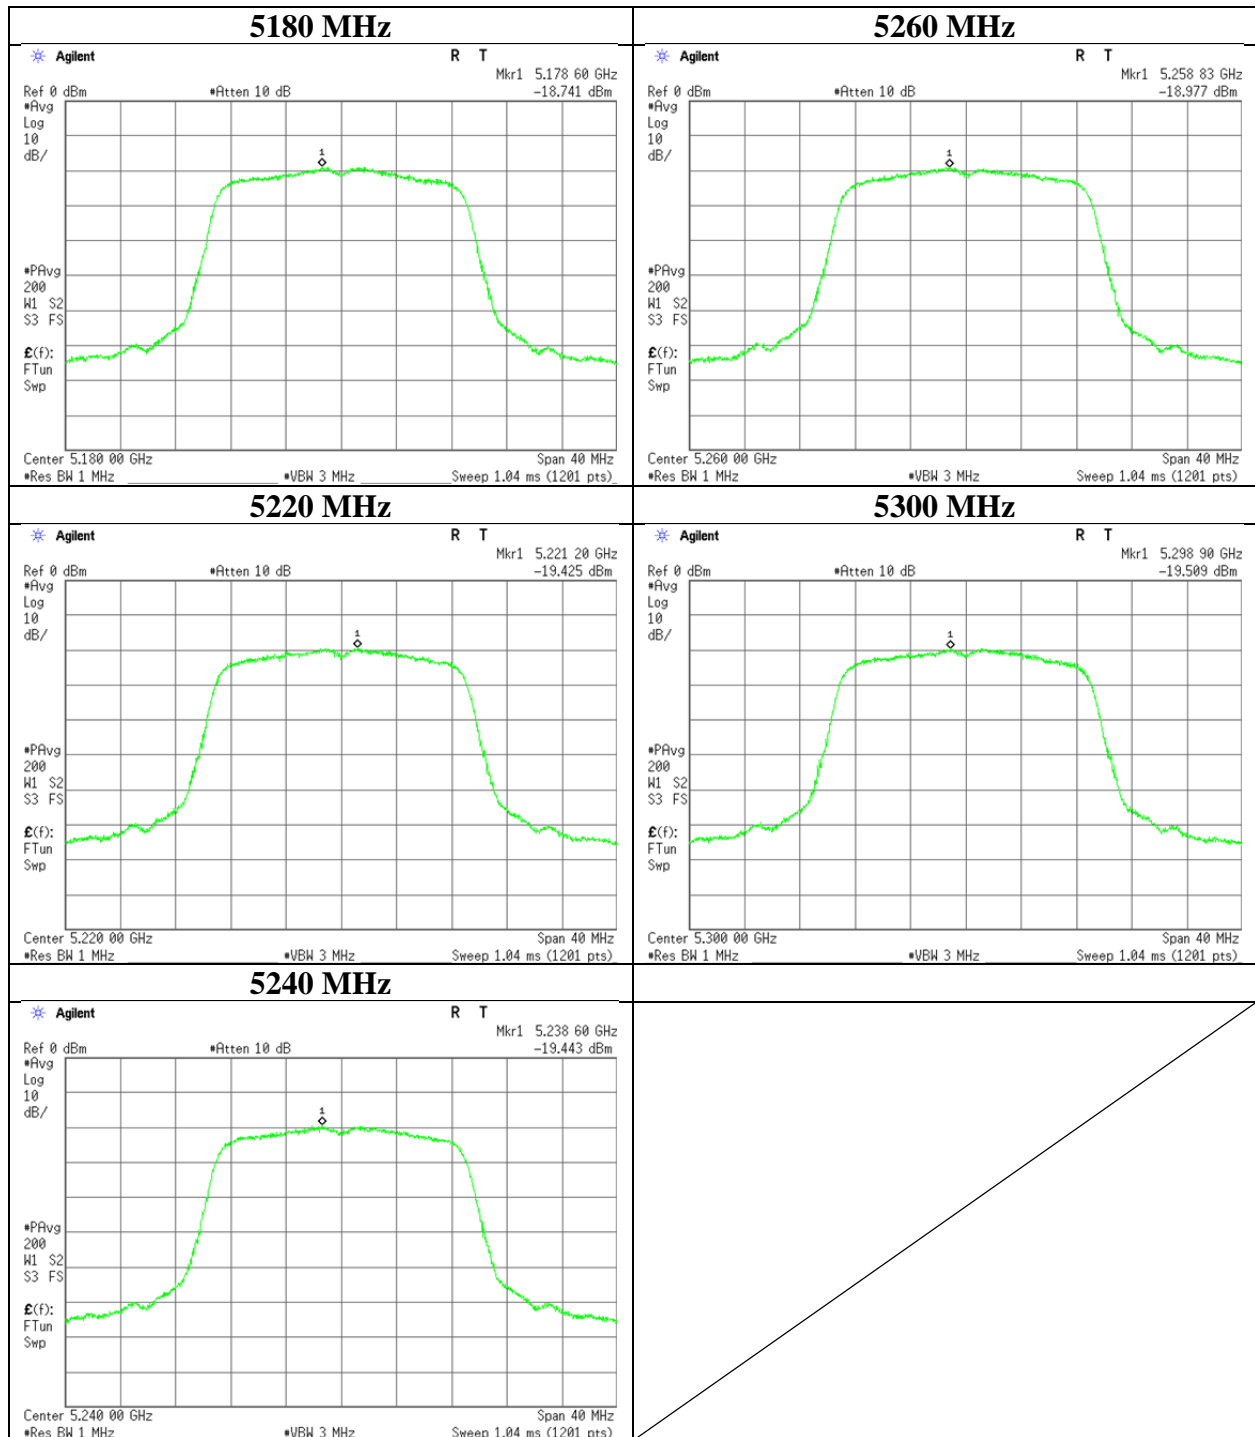 5180 MHz
Agilent R T
Mkr1 5.178 60 GHz
Ref 0 dBm #Atten 10 dB -18.741 dBm
#Avg
Log
10
dB/
1
#PAvg
200
W1 S2
S3 FS
£(f):
FTun
Swp
Center 5.180 00 GHz Span 40 MHz
#Res BW 1 MHz #VBW 3 MHz Sweep 1.04 ms (1201 pts)
5260 MHz
Agilent R T
Mkr1 5.258 83 GHz
Ref 0 dBm #Atten 10 dB -18.977 dBm
#Avg
Log
10
dB/
1
#PAvg
200
W1 S2
S3 FS
£(f):
FTun
Swp
Center 5.260 00 GHz Span 40 MHz
#Res BW 1 MHz #VBW 3 MHz Sweep 1.04 ms (1201 pts)
5220 MHz
Agilent R T
Mkr1 5.221 20 GHz
Ref 0 dBm #Atten 10 dB -19.425 dBm
#Avg
Log
10
dB/
1
#PAvg
200
W1 S2
S3 FS
£(f):
FTun
Swp
Center 5.220 00 GHz Span 40 MHz
#Res BW 1 MHz #VBW 3 MHz Sweep 1.04 ms (1201 pts)
5300 MHz
Agilent R T
Mkr1 5.298 90 GHz
Ref 0 dBm #Atten 10 dB -19.509 dBm
#Avg
Log
10
dB/
1
#PAvg
200
W1 S2
S3 FS
£(f):
FTun
Swp
Center 5.300 00 GHz Span 40 MHz
#Res BW 1 MHz #VBW 3 MHz Sweep 1.04 ms (1201 pts)
5240 MHz
Agilent R T
Mkr1 5.238 60 GHz
Ref 0 dBm #Atten 10 dB -19.443 dBm
#Avg
Log
10
dB/
1
#PAvg
200
W1 S2
S3 FS
£(f):
FTun
Swp
Center 5.240 00 GHz Span 40 MHz
#Res BW 1 MHz #VBW 3 MHz Sweep 1.04 ms (1201 pts)